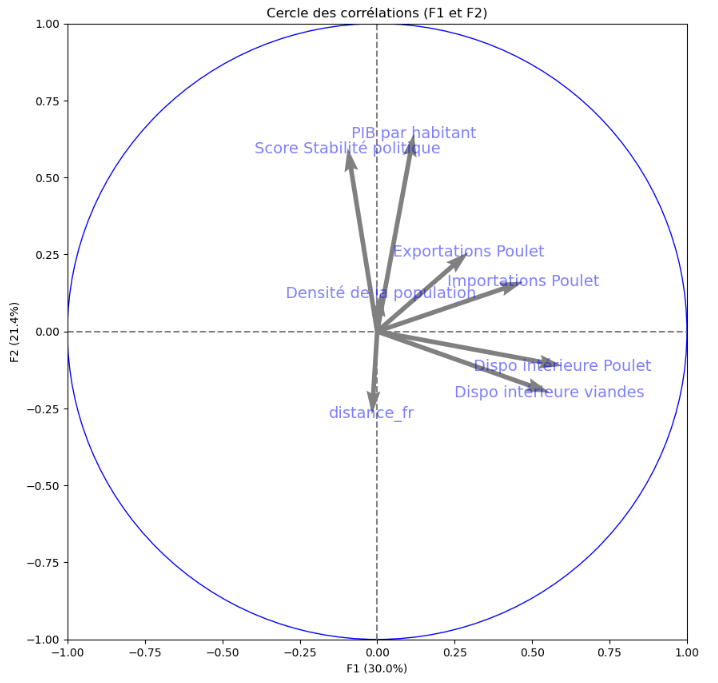 Cercle des corrélations (F1 et F2)
1.00
0.75
0.50
0.25
0.00
−0.25
−0.50
−0.75
−1.00
F2 (21.4%)
PIB par habitant
Score Stabilité politique
Exportations Poulet
Importations Poulet
Densité de la population
Dispo intérieure Poulet
Dispo intérieure viandes
distance_fr
−1.00 −0.75 −0.50 −0.25 0.00 0.25 0.50 0.75 1.00
F1 (30.0%)